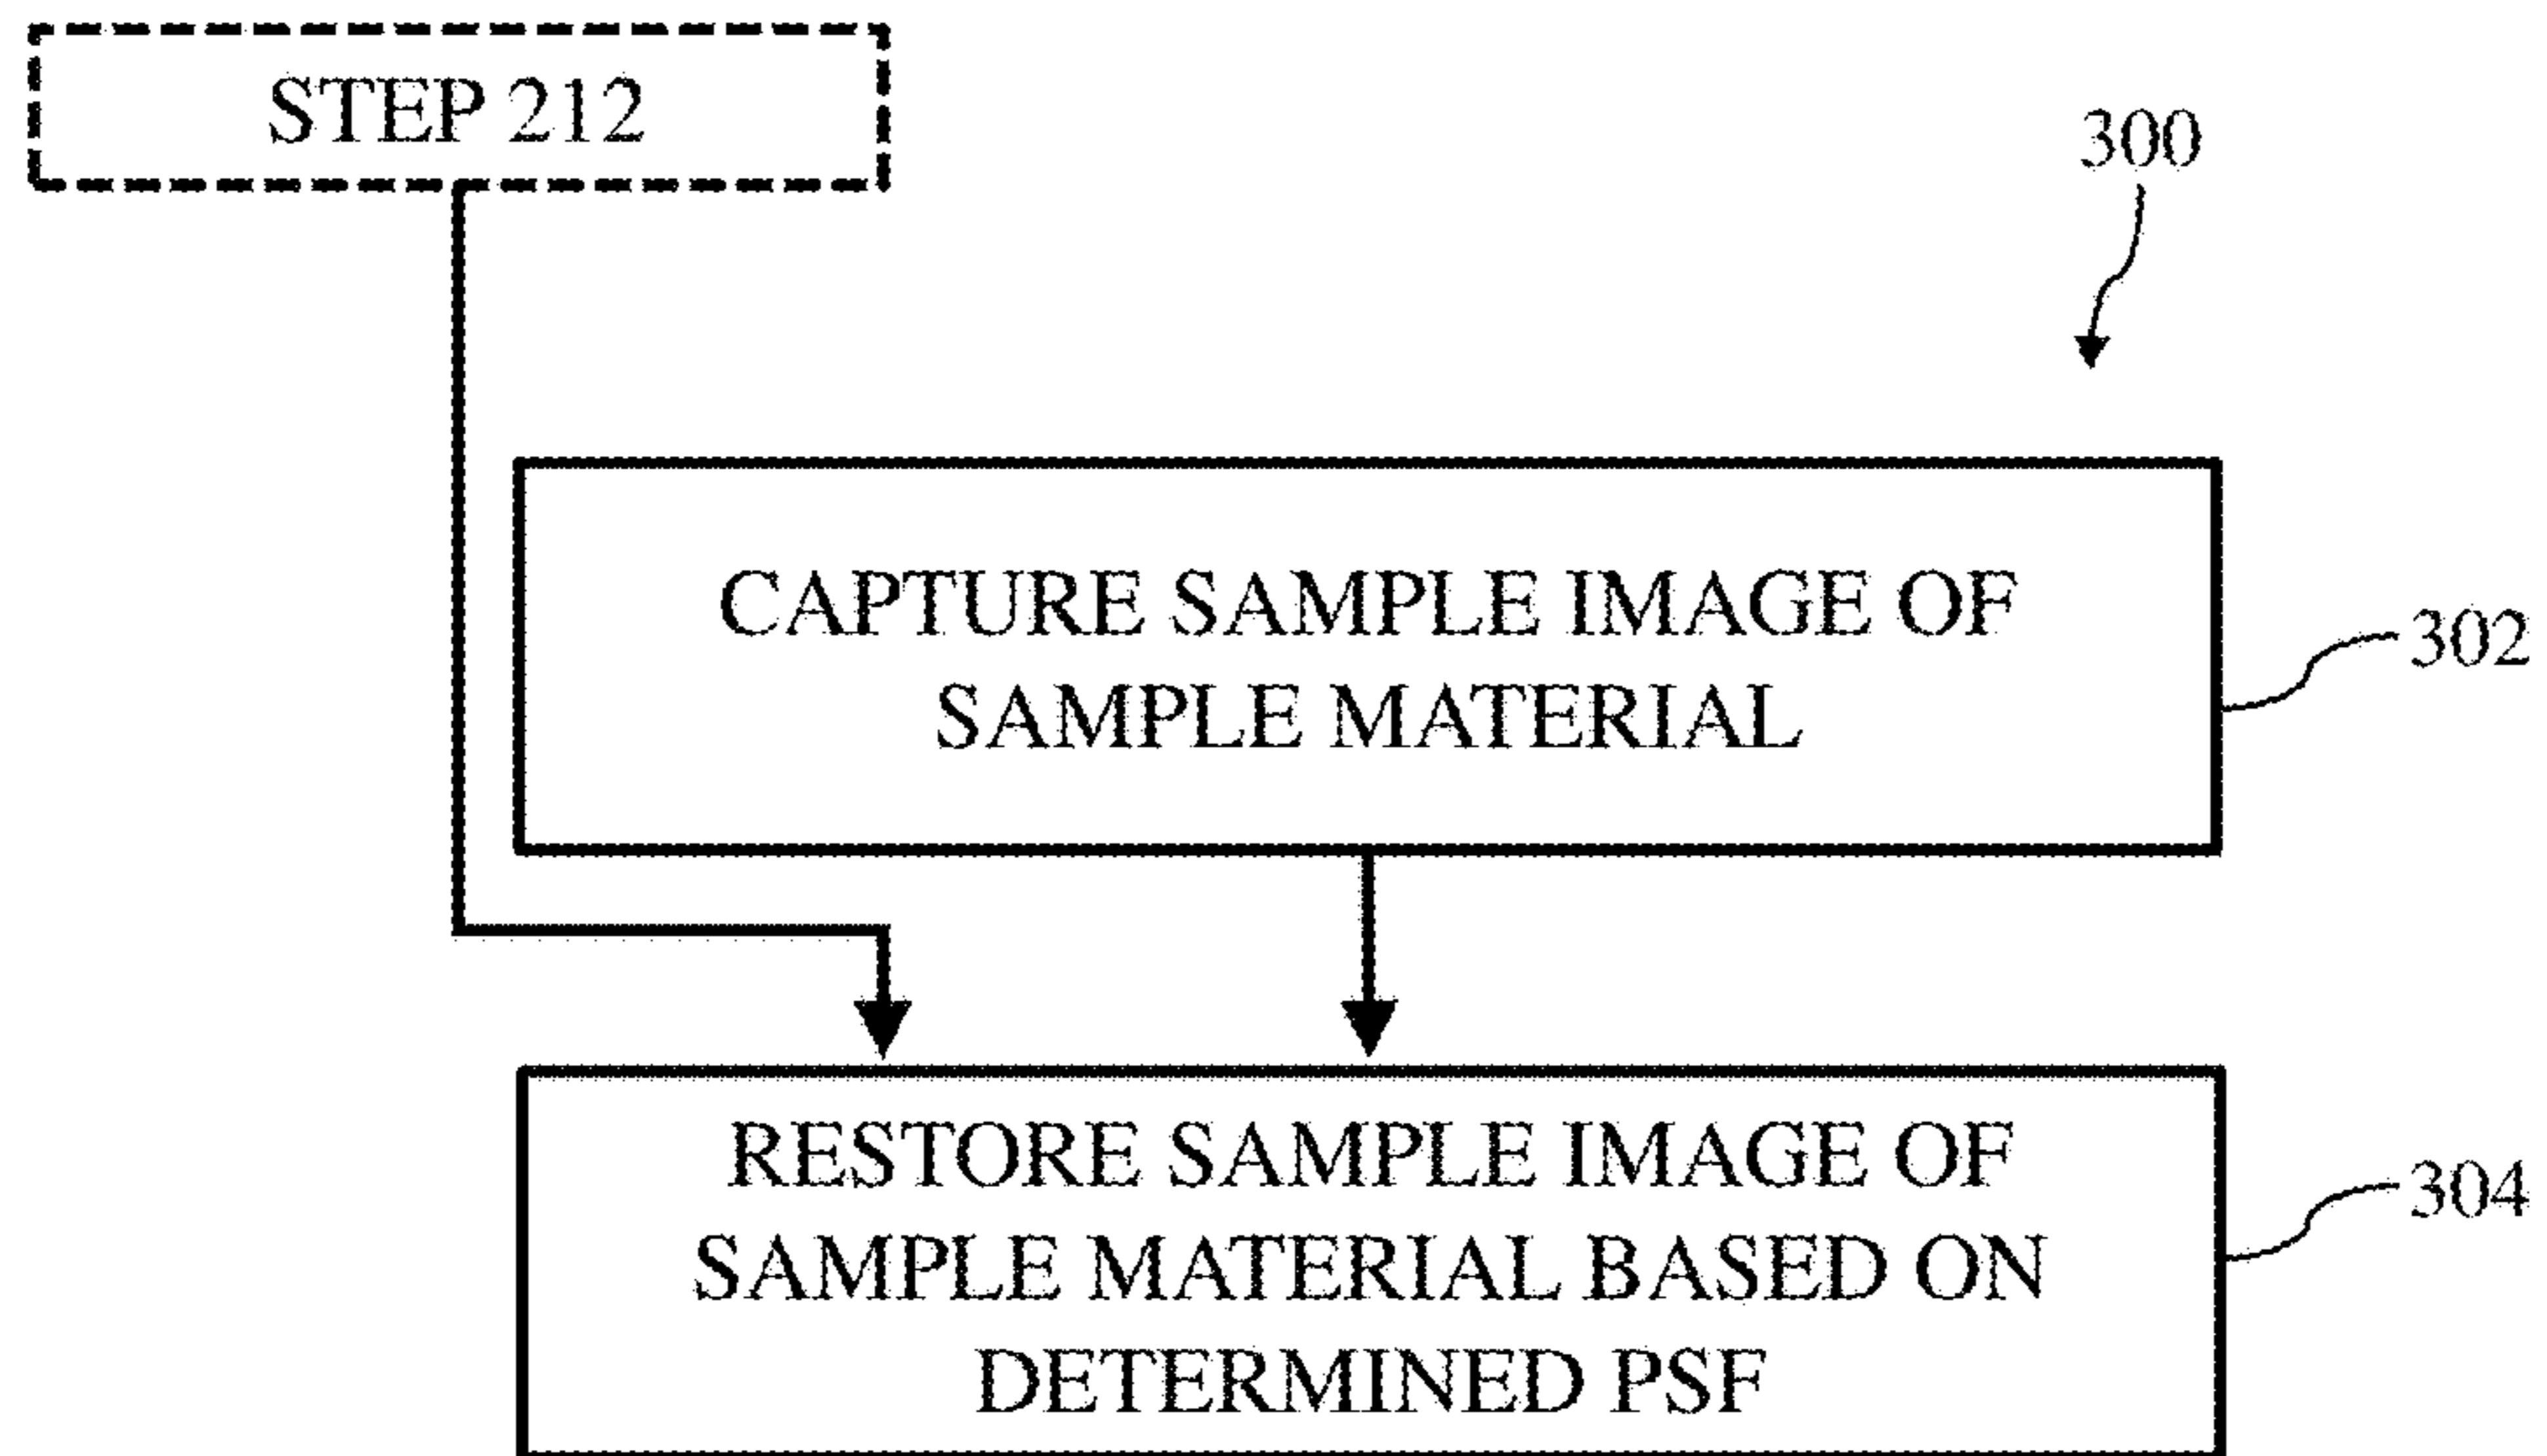 STEP 212
300
CAPTURE SAMPLE IMAGE OF
SAMPLE MATERIAL
302
RESTORE SAMPLE IMAGE OF
SAMPLE MATERIAL BASED ON
DETERMINED PSF
304